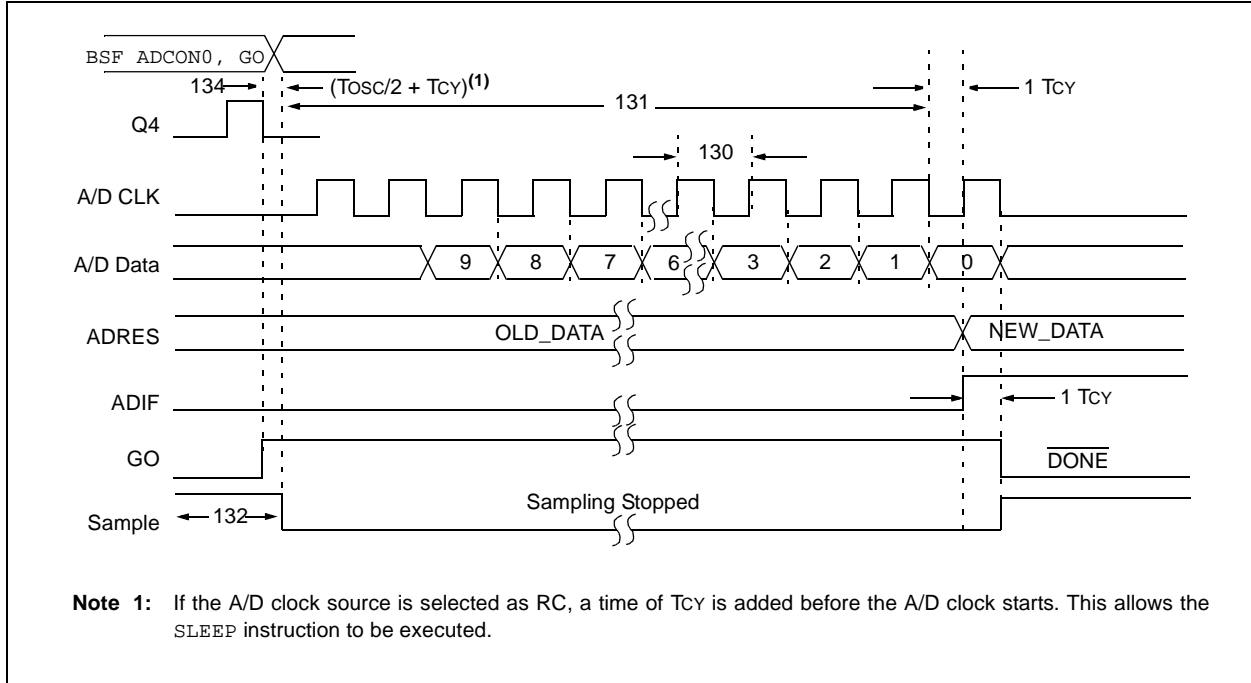 BSF ADCON0, GO
134
(TOSC/2 + TCY)(1)
131
1 TCY
Q4
130
A/D CLK
A/D Data
9 8 7 6 3 2 1 0
ADRES
OLD_DATA
NEW_DATA
ADIF
1 TCY
GO
DONE
Sampling Stopped
Sample
132
Note 1: If the A/D clock source is selected as RC, a time of TCY is added before the A/D clock starts. This allows the
SLEEP instruction to be executed.